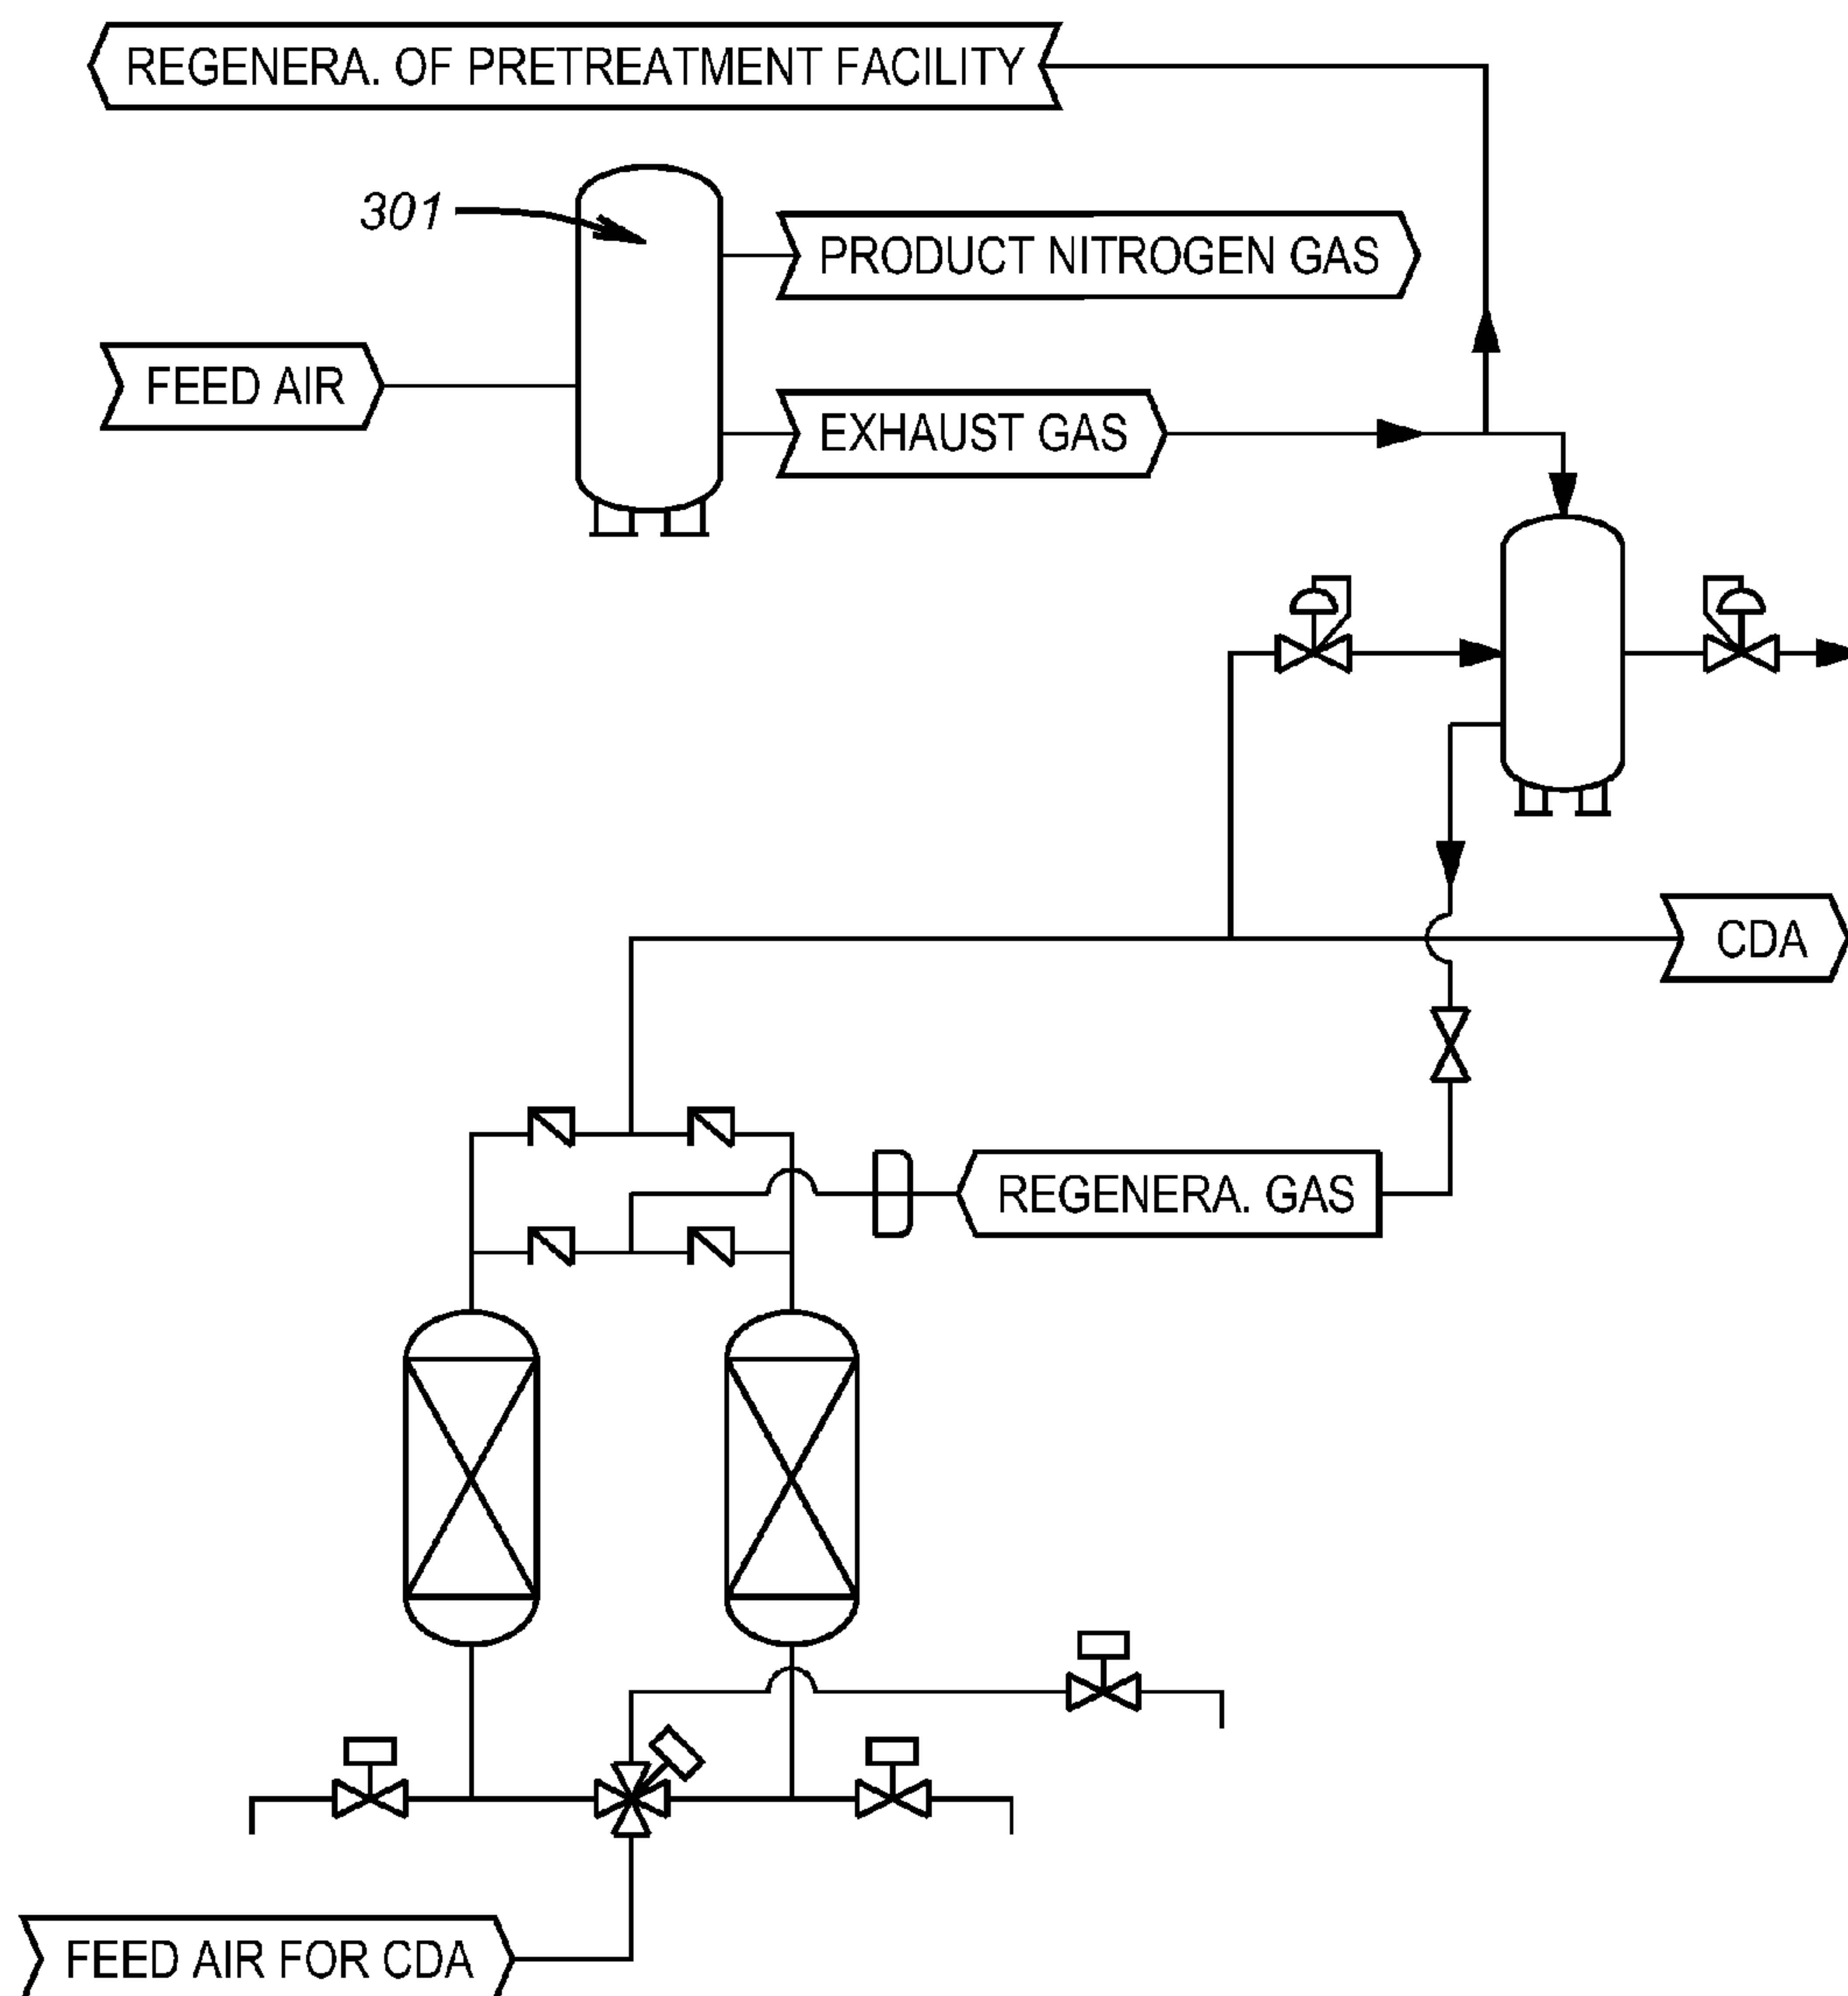 REGENERA. OF PRETREATMENT FACILITY
301
PRODUCT NITROGEN GAS
FEED AIR
EXHAUST GAS
CDA
REGENERA. GAS
FEED AIR FOR CDA